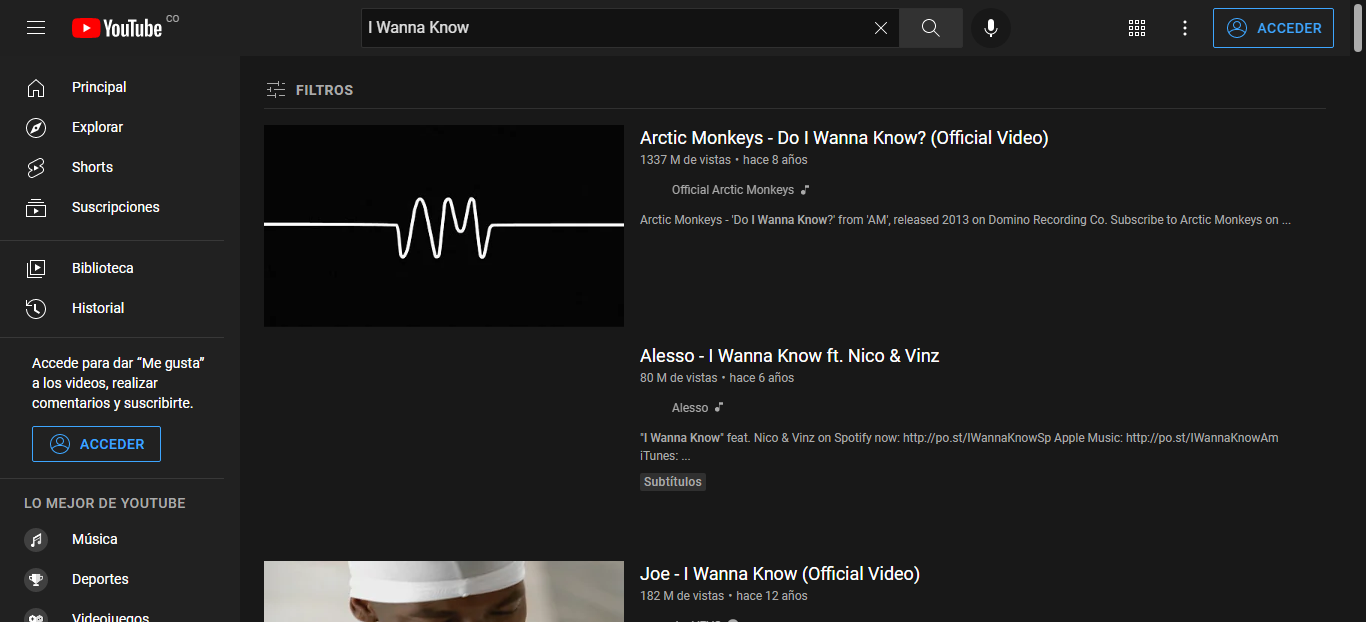 YouTube CO
I Wanna Know
ACCEDER
Principal
Explorar
Shorts
Suscripciones
Biblioteca
Historial
Accede para dar “Me gusta”
a los videos, realizar
comentarios y suscribirte.
ACCEDER
LO MEJOR DE YOUTUBE
Música
Deportes
Videojuegos
FILTROS
Arctic Monkeys - Do I Wanna Know? (Official Video)
1337 M de vistas • hace 8 años
Official Arctic Monkeys
Arctic Monkeys - 'Do I Wanna Know?' from 'AM', released 2013 on Domino Recording Co. Subscribe to Arctic Monkeys on ...
Alesso - I Wanna Know ft. Nico & Vinz
80 M de vistas • hace 6 años
Alesso
"I Wanna Know" feat. Nico & Vinz on Spotify now: http://po.st/IWannaKnowSp Apple Music: http://po.st/IWannaKnowAm
iTunes: ...
Subtítulos
Joe - I Wanna Know (Official Video)
182 M de vistas • hace 12 años